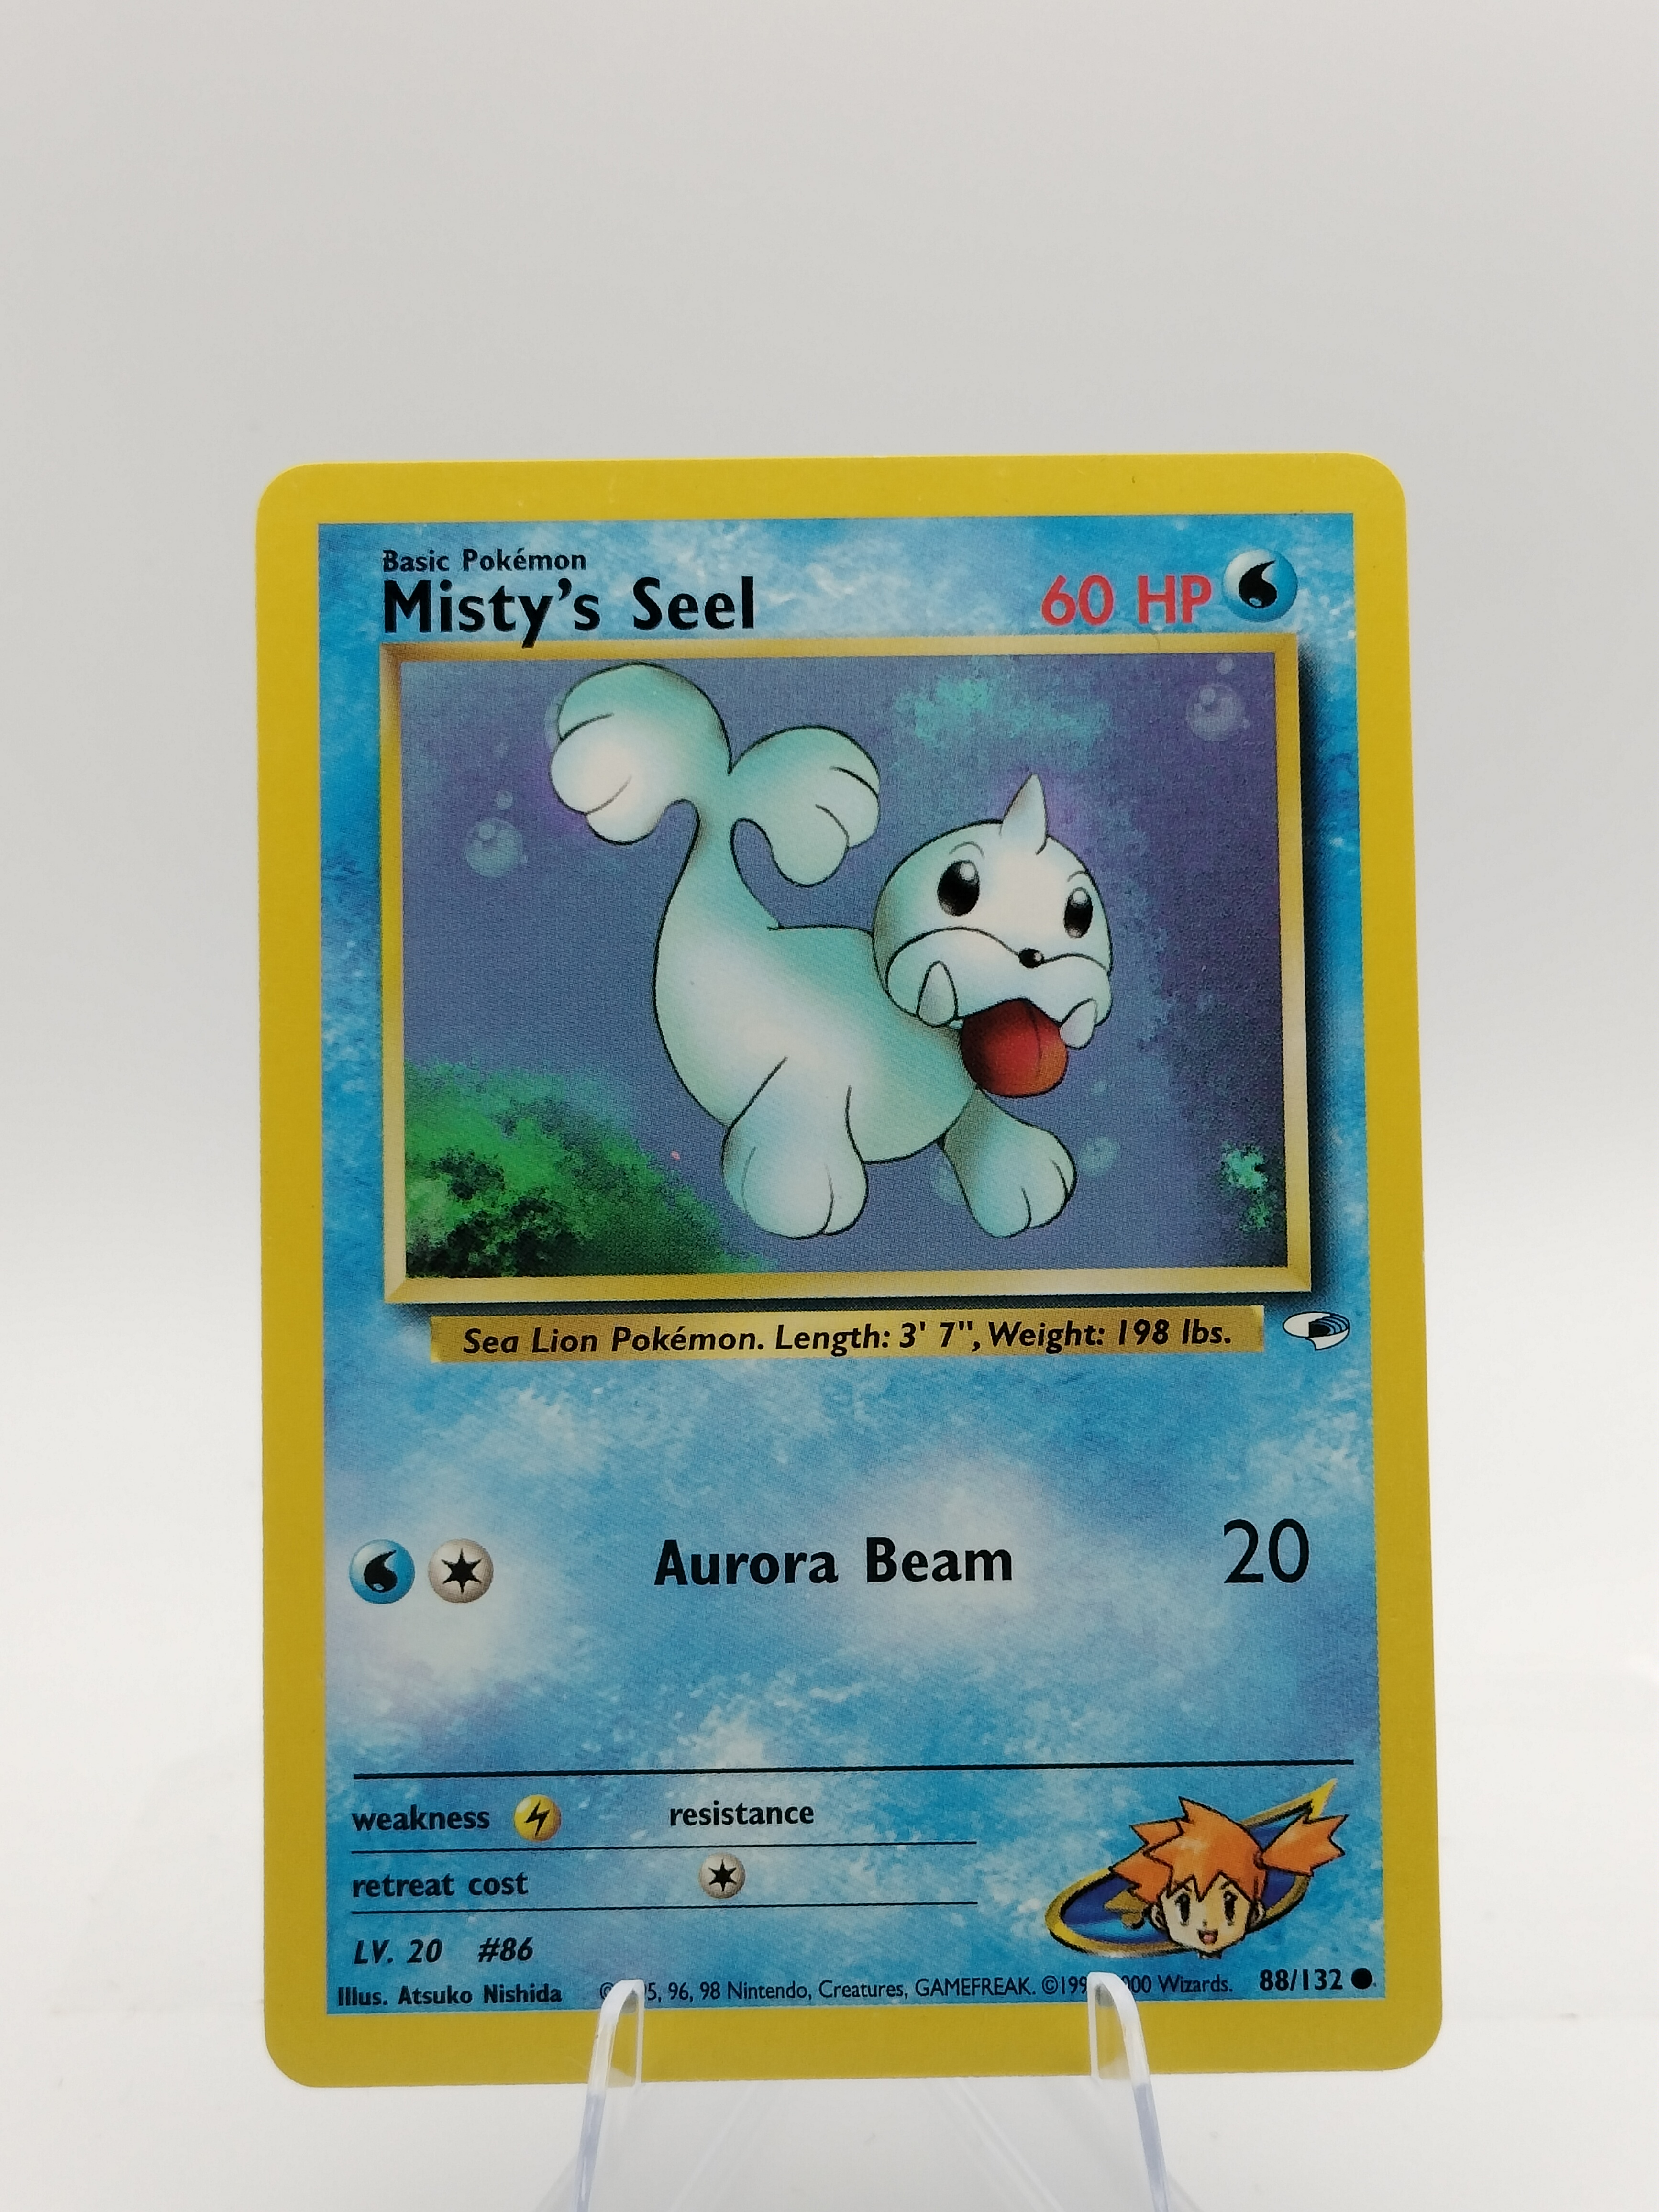 Basic Pokémon
Misty's Seel 60 HP
Sea Lion Pokémon. Length: 3' 7", Weight: 198 lbs.
Aurora Beam 20
weakness resistance
retreat cost
LV. 20 #86
Illus. Atsuko Nishida 5, 96, 98 Nintendo, Creatures, GAMEFREAK. Wizards. 88/132